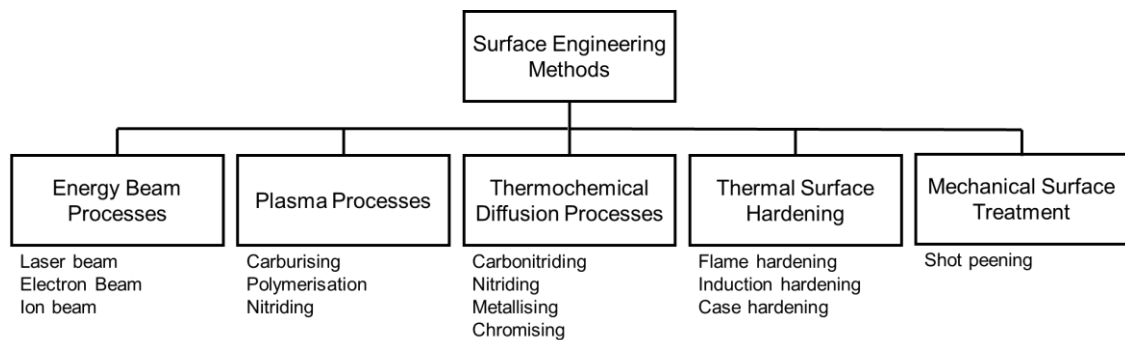 Surface Engineering
Methods
Energy Beam
Processes
Plasma Processes
Thermochemical
Diffusion Processes
Thermal Surface
Hardening
Mechanical Surface
Treatment
Laser beam
Electron Beam
Ion beam
Carburising
Polymerisation
Nitriding
Carbonitriding
Nitriding
Metallising
Chromising
Flame hardening
Induction hardening
Case hardening
Shot peening